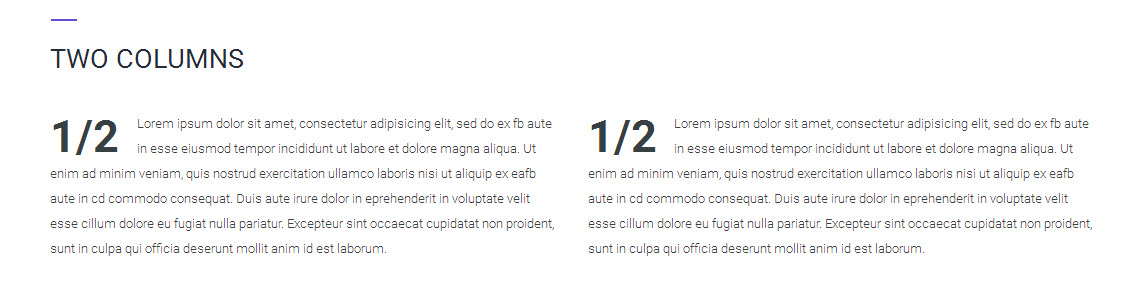 TWO COLUMNS
1/2 Lorem ipsum dolor sit amet, consectetur adipisicing elit, sed do ex fb aute
in esse eiusmod tempor incididunt ut labore et dolore magna aliqua. Ut
enim ad minim veniam, quis nostrud exercitation ullamco laboris nisi ut aliquip ex eafb
aute in cd commodo consequat. Duis aute irure dolor in eprehenderit in voluptate velit
esse cillum dolore eu fugiat nulla pariatur. Excepteur sint occaecat cupidatat non proident,
sunt in culpa qui officia deserunt mollit anim id est laborum.
1/2 Lorem ipsum dolor sit amet, consectetur adipisicing elit, sed do ex fb aute
in esse eiusmod tempor incididunt ut labore et dolore magna aliqua. Ut
enim ad minim veniam, quis nostrud exercitation ullamco laboris nisi ut aliquip ex eafb
aute in cd commodo consequat. Duis aute irure dolor in eprehenderit in voluptate velit
esse cillum dolore eu fugiat nulla pariatur. Excepteur sint occaecat cupidatat non proident,
sunt in culpa qui officia deserunt mollit anim id est laborum.